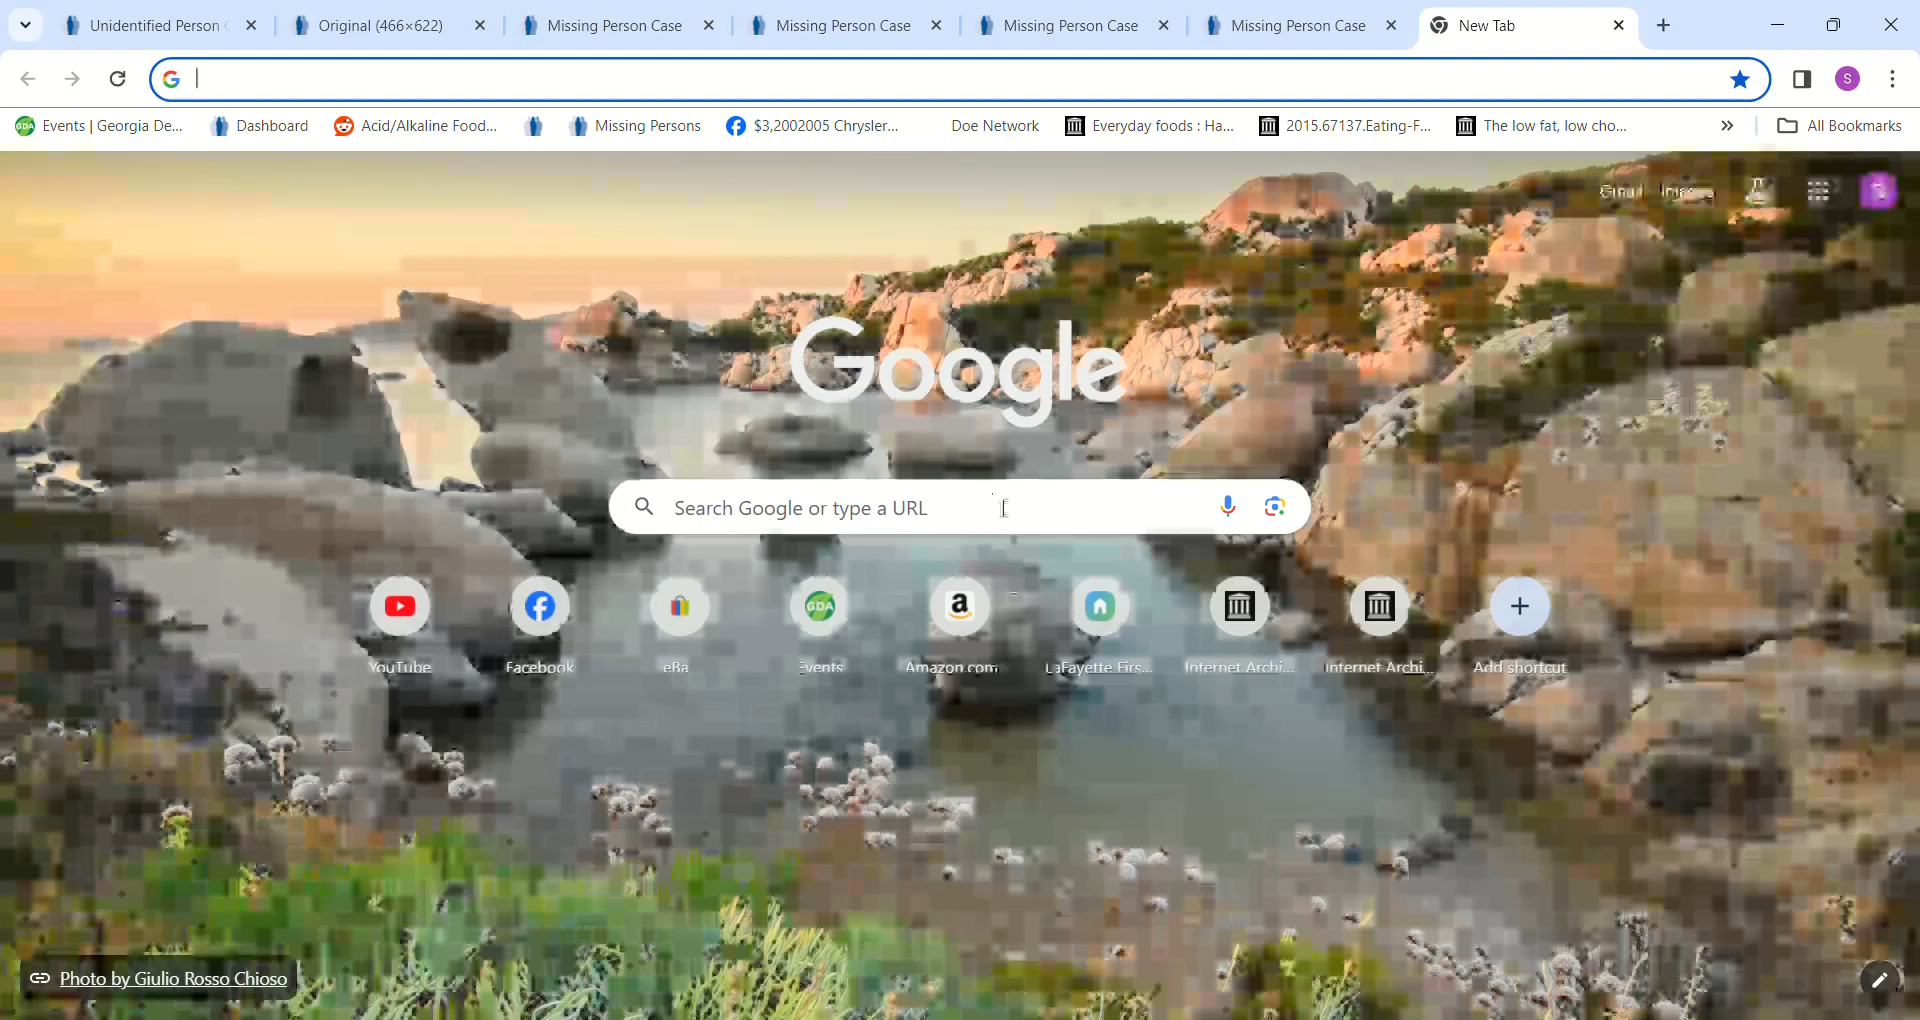 Unidentified Person
Original (466×622)
Missing Person Case
Missing Person Case
Missing Person Case
Missing Person Case
New Tab
S
Events | Georgia De...
Dashboard
Acid/Alkaline Food...
Missing Persons
$3,2002005 Chrysler...
Doe Network
Everyday foods : Ha...
2015.67137.Eating-F...
The low fat, low cho...
All Bookmarks
Google
Search Google or type a URL
GDA
YouTube
Facebook
Events
Amazon.com
LaFayette Firs...
Internet Archi...
Internet Archi...
Add shortcut
Photo by Giulio Rosso Chioso